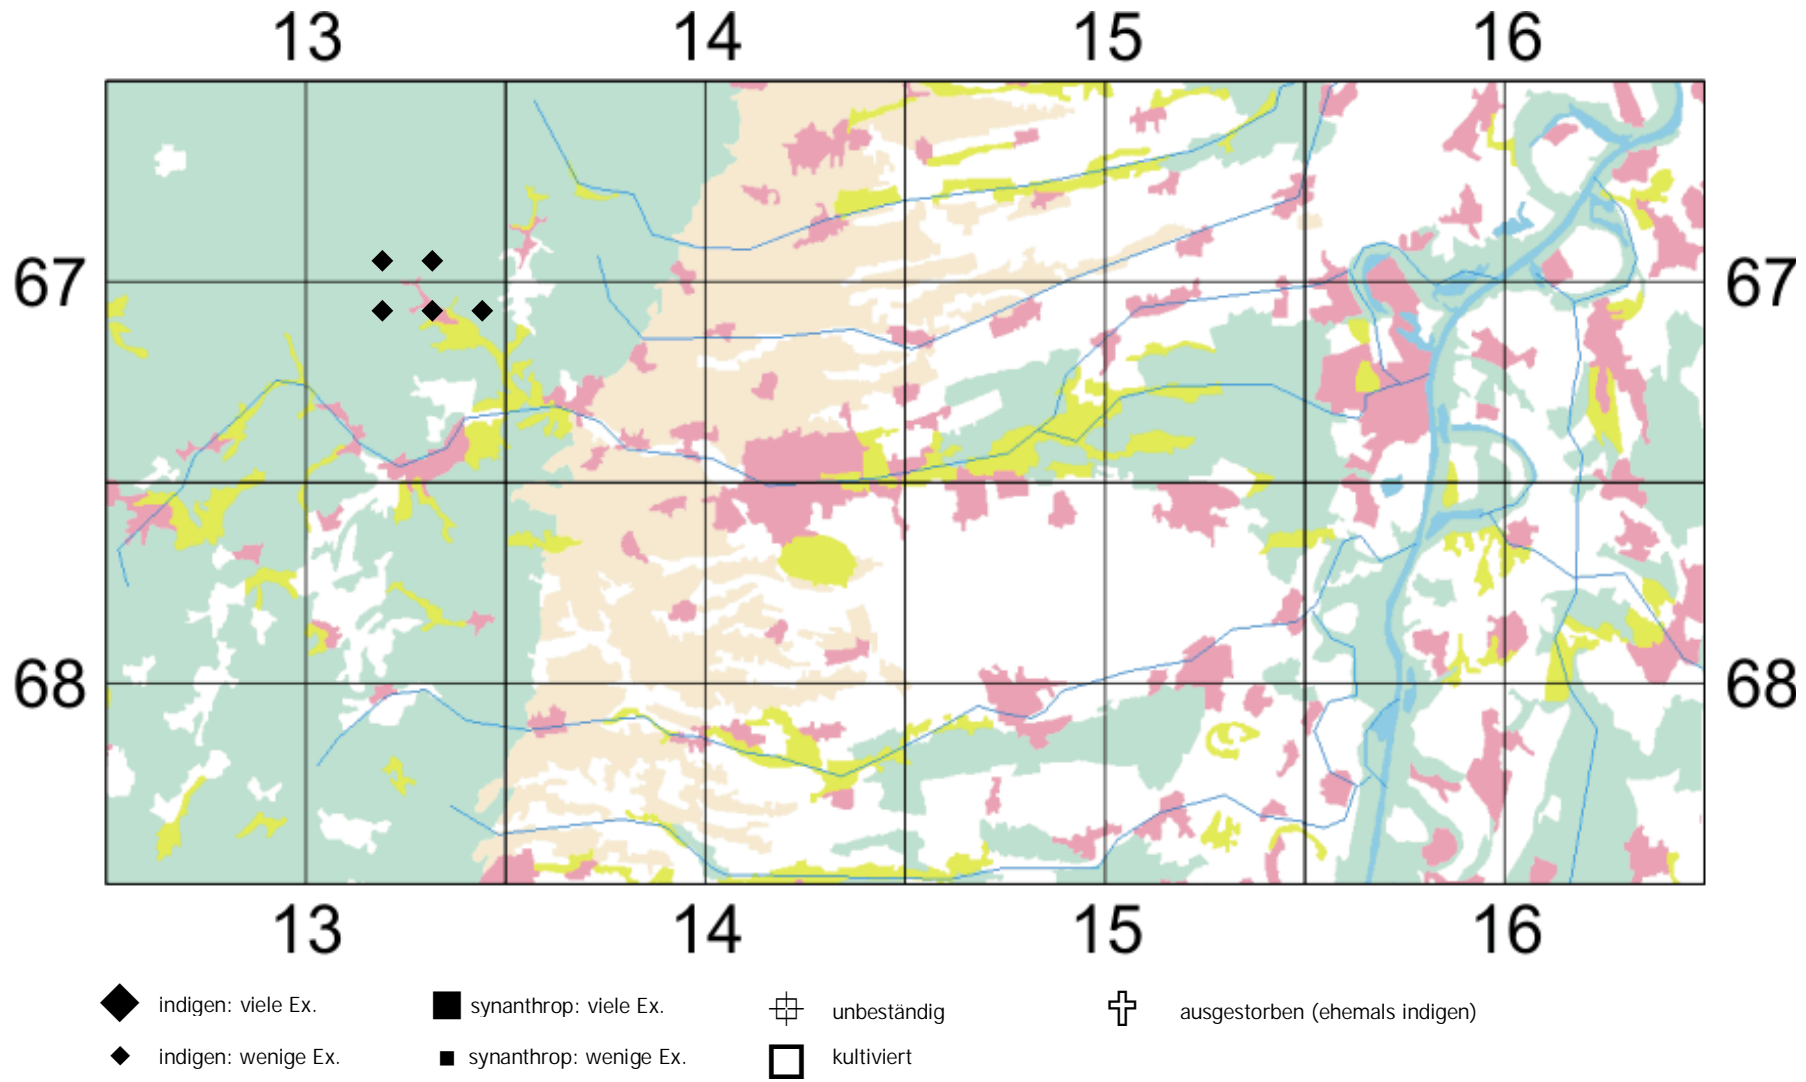 13 14 15 16
67 67
68 68
13 14 15 16
indigen: viele Ex. synanthrop: viele Ex. unbeständig ausgestorben (ehemals indigen)
indigen: wenige Ex. synanthrop: wenige Ex. kultiviert